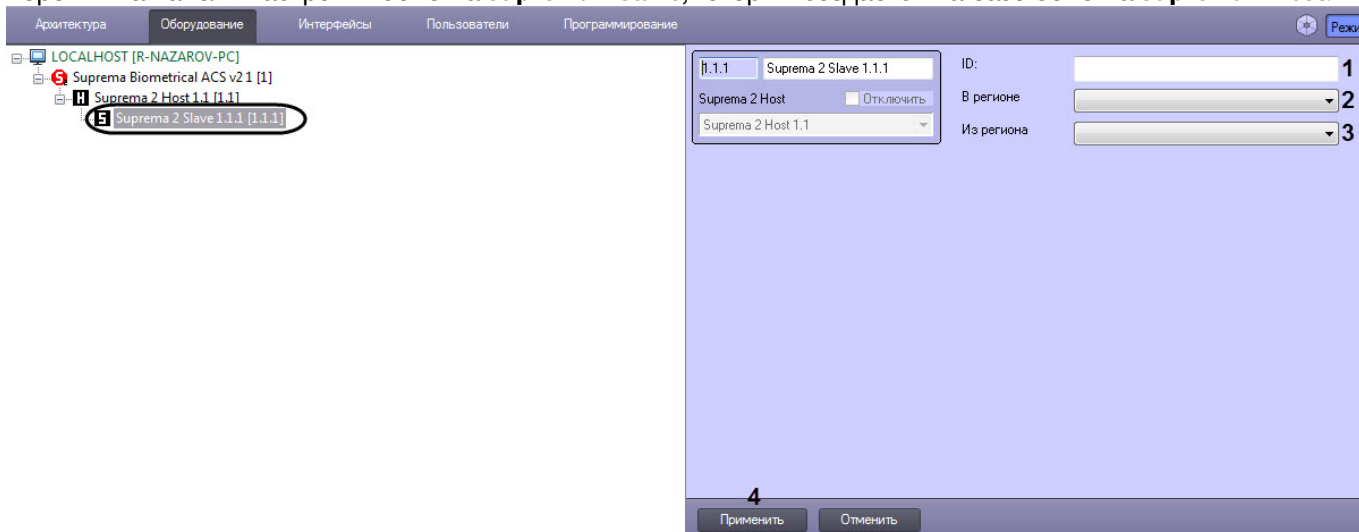 Архитектура Оборудование Интерфейсы Пользователи Программирование
LOCALHOST [R-NAZAROV-PC]
Suprema Biometrical ACS v2 1 [1]
Suprema 2 Host 1.1 [1.1]
Suprema 2 Slave 1.1.1 [1.1.1]
1.1.1 Suprema 2 Slave 1.1.1
Suprema 2 Host Отключить
Suprema 2 Host 1.1
ID: 1
В регионе 2
Из региона 3
4
Применить Отменить